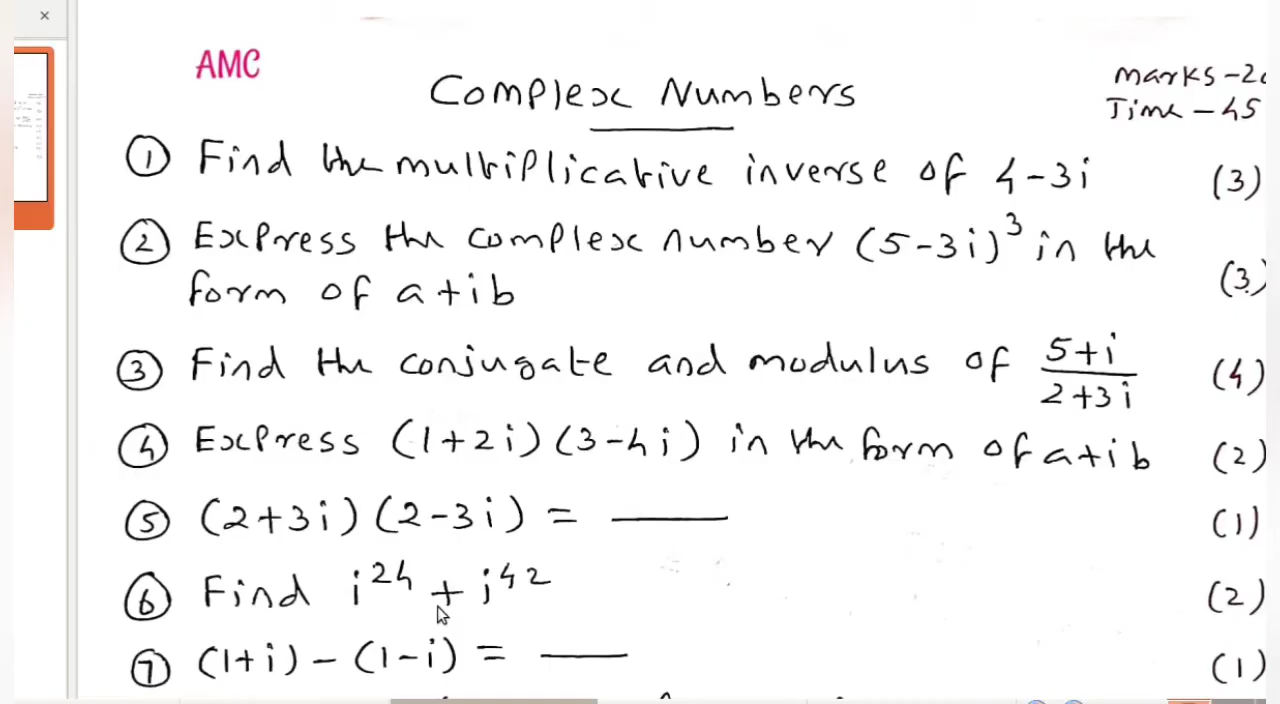 AMC
Complex Numbers
Marks - 20
Time - 45
① Find the multiplicative inverse of 4-3i (3)
② Express the complex number (5-3i)³ in the
form of a+ib (3)
③ Find the conjugate and modulus of (5+i)/(2+3i) (4)
④ Express (1+2i)(3-4i) in the form of a+ib (2)
⑤ (2+3i)(2-3i) = ____ (1)
⑥ Find i²⁴ + i⁴² (2)
⑦ (1+i) - (1-i) = ____ (1)